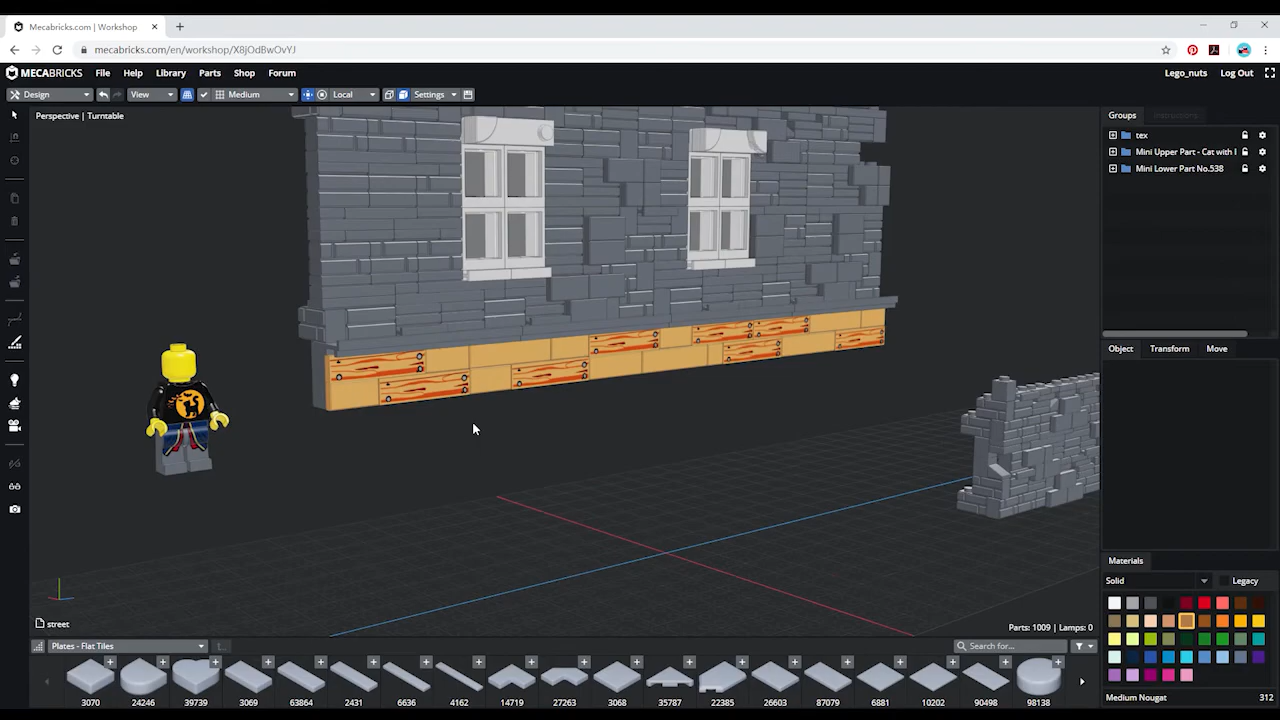 Mecabricks.com | Workshop
mecabricks.com/en/workshop/X8jOdBwOvYJ
MECABRICKS File Help Library Parts Shop Forum Lego_nuts Log Out
Design View Medium Local Settings
Perspective | Turntable
Groups Instructions
tex
Mini Upper Part - Cat with
Mini Lower Part No.538
Object Transform Move
Materials
Solid Legacy
street
Parts: 1009 | Lamps: 0
Plates - Flat Tiles Search for...
3070 24246 39739 3069 63864 2431 6636 4162 14719 27263 3068 35787 22385 26603 87079 6881 10202 90498 98138
Medium Nougat 312